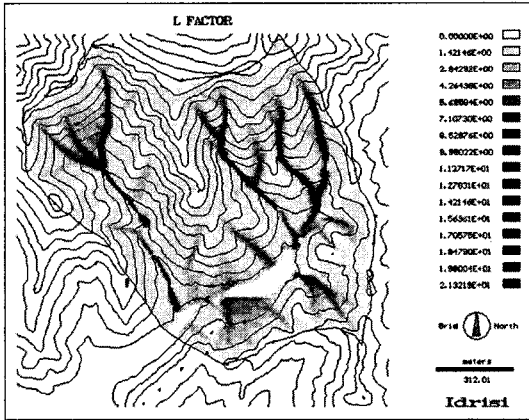 L FACTOR
0.00000E+00
1.42146E+00
2.84292E+00
4.26438E+00
5.68584E+00
7.10730E+00
8.52876E+00
9.95022E+00
1.13717E+01
1.27931E+01
1.42146E+01
1.56361E+01
1.70575E+01
1.84790E+01
1.99004E+01
2.13219E+01
Grid North
meters
312.01
Idrisi